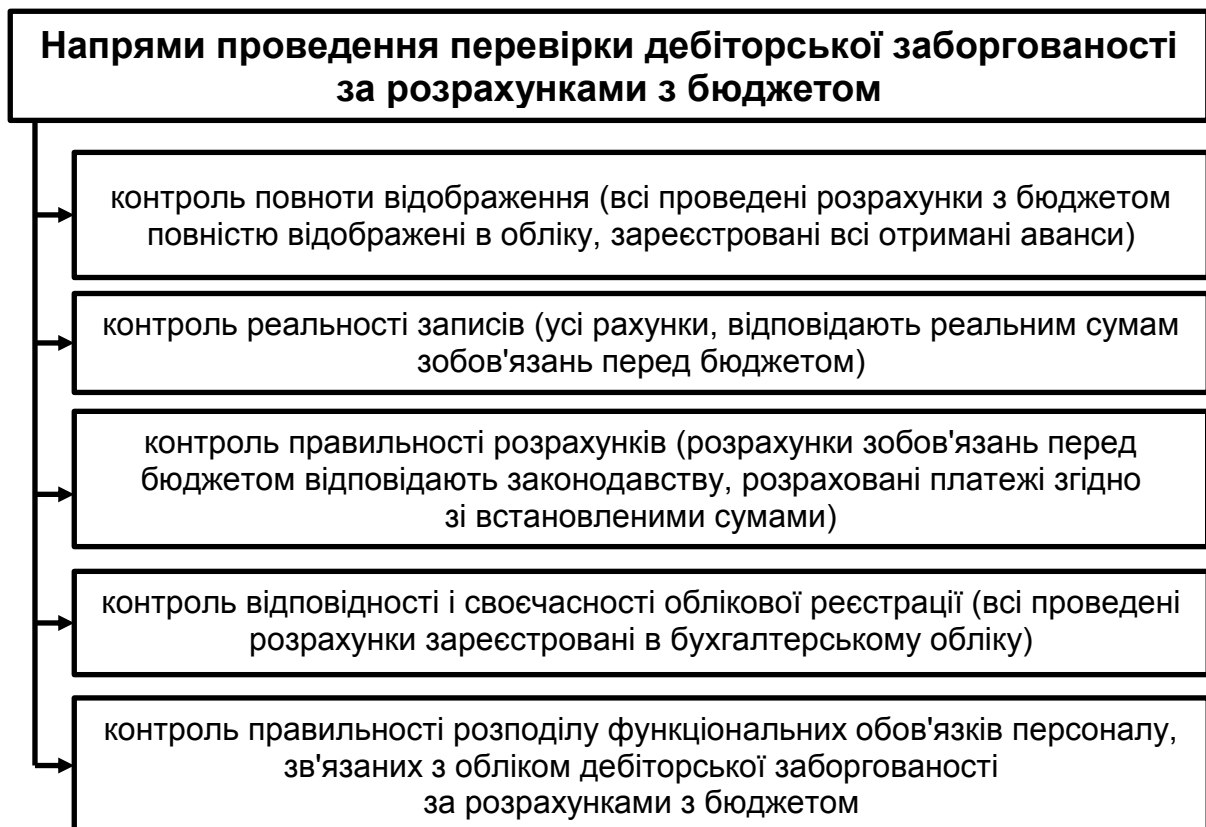 Напрями проведення перевірки дебіторської заборгованості
за розрахунками з бюджетом
контроль повноти відображення (всі проведені розрахунки з бюджетом
повністю відображені в обліку, зареєстровані всі отримані аванси)
контроль реальності записів (усі рахунки, відповідають реальним сумам
зобов'язань перед бюджетом)
контроль правильності розрахунків (розрахунки зобов'язань перед
бюджетом відповідають законодавству, розраховані платежі згідно
зі встановленими сумами)
контроль відповідності і своєчасності облікової реєстрації (всі проведені
розрахунки зареєстровані в бухгалтерському обліку)
контроль правильності розподілу функціональних обов'язків персоналу,
зв'язаних з обліком дебіторської заборгованості
за розрахунками з бюджетом